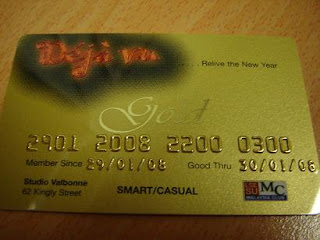 Déjà vu..... Relive the New Year
Gold
2901 2008 2200 0300
Member Since 29/01/08 Good Thru 30/01/08
Studio Valbonne
62 Kingly Street
SMART/CASUAL
MC